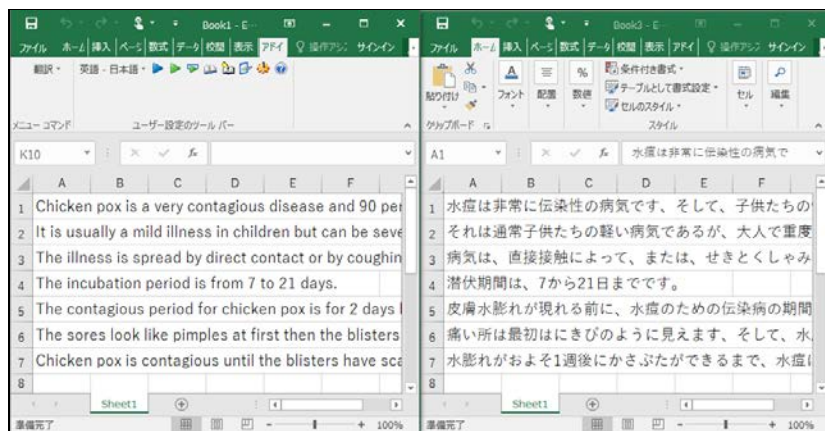 Book1 - E…
ファイル ホーム 挿入 ページ 数式 データ 校閲 表示 アドイ 操作アシ サインイン
翻訳 英語 - 日本語
メニュー コマンド ユーザー設定のツール バー
K10 fx
A B C D E F
1 Chicken pox is a very contagious disease and 90 per
2 It is usually a mild illness in children but can be seve
3 The illness is spread by direct contact or by coughin
4 The incubation period is from 7 to 21 days.
5 The contagious period for chicken pox is for 2 days
6 The sores look like pimples at first then the blisters
7 Chicken pox is contagious until the blisters have sca
8
Sheet1
準備完了 100%
Book3 - E…
ファイル ホーム 挿入 ページ 数式 データ 校閲 表示 アドイ 操作アシ サインイン
貼り付け フォント 配置 % 数値 条件付き書式 テーブルとして書式設定 セルのスタイル セル 編集
クリップボード スタイル
A1 fx 水痘は非常に伝染性の病気で
A B C D E F
1 水痘は非常に伝染性の病気です、そして、子供たちの
2 それは通常子供たちの軽い病気であるが、大人で重度
3 病気は、直接接触によって、または、せきとくしゃみ
4 潜伏期間は、7から21日までです。
5 皮膚水膨れが現れる前に、水痘のための伝染病の期間
6 痛い所は最初はにきびのように見えます、そして、水
7 水膨れがおよそ1週後にかさぶたができるまで、水痘に
8
Sheet1
準備完了 100%